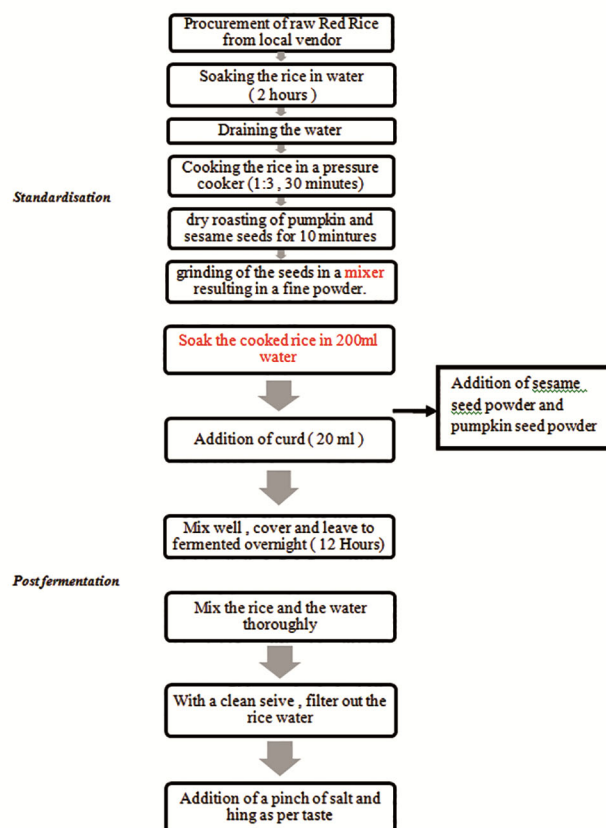 Procurement of raw Red Rice
from local vendor
Soaking the rice in water
( 2 hours )
Draining the water
Cooking the rice in a pressure
cooker (1:3 , 30 minutes)
Standardisation
dry roasting of pumpkin and
sesame seeds for 10 mintures
grinding of the seeds in a mixer
resulting in a fine powder.
Soak the cooked rice in 200ml
water
Addition of curd ( 20 ml )
Addition of sesame
seed powder and
pumpkin seed powder
Mix well , cover and leave to
fermented overnight ( 12 Hours)
Post fermentation
Mix the rice and the water
thoroughly
With a clean seive , filter out the
rice water
Addition of a pinch of salt and
hing as per taste